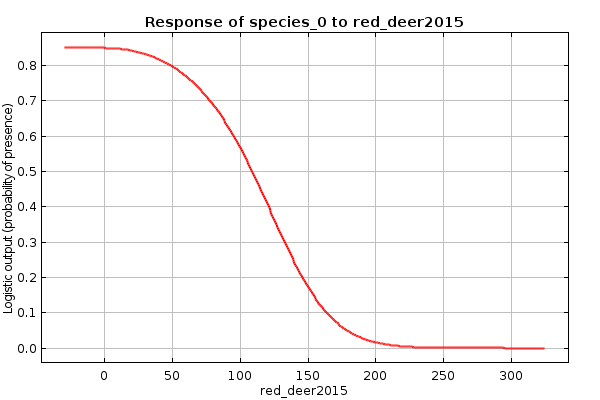 Response of species_0 to red_deer2015
Logistic output (probability of presence)
0.8
0.7
0.6
0.5
0.4
0.3
0.2
0.1
0.0
0 50 100 150 200 250 300
red_deer2015